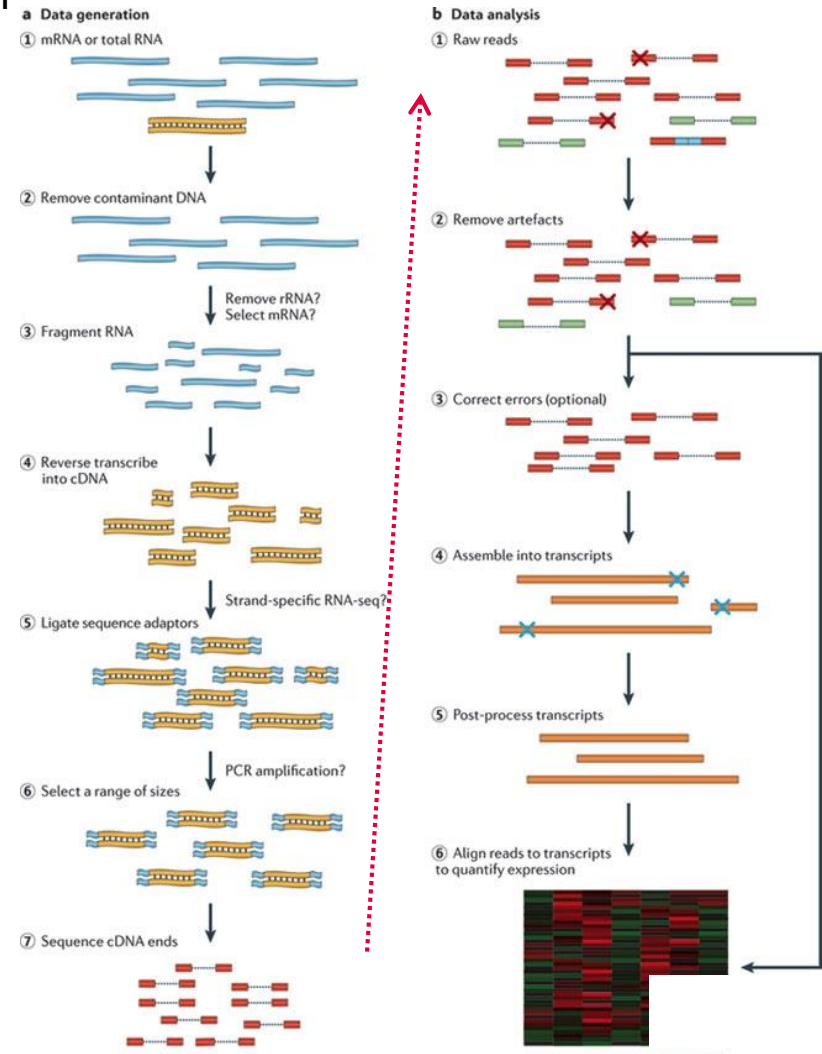 a Data generation
① mRNA or total RNA
② Remove contaminant DNA
Remove rRNA?
Select mRNA?
③ Fragment RNA
④ Reverse transcribe
into cDNA
Strand-specific RNA-seq?
⑤ Ligate sequence adaptors
PCR amplification?
⑥ Select a range of sizes
⑦ Sequence cDNA ends
b Data analysis
① Raw reads
② Remove artefacts
③ Correct errors (optional)
④ Assemble into transcripts
⑤ Post-process transcripts
⑥ Align reads to transcripts
to quantify expression